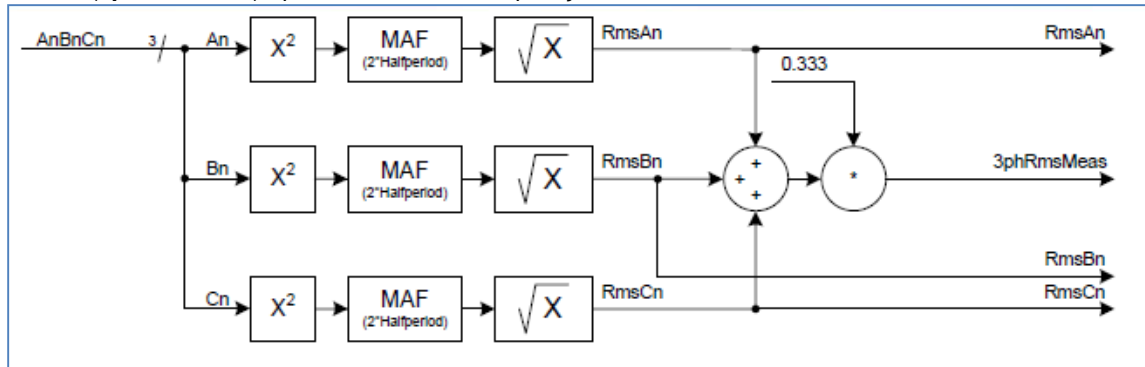 AnBnCn 3/ An X² MAF (2*Halfperiod) √X RmsAn RmsAn
0.333
Bn X² MAF (2*Halfperiod) √X RmsBn + + + * 3phRmsMeas
RmsBn
Cn X² MAF (2*Halfperiod) √X RmsCn RmsCn